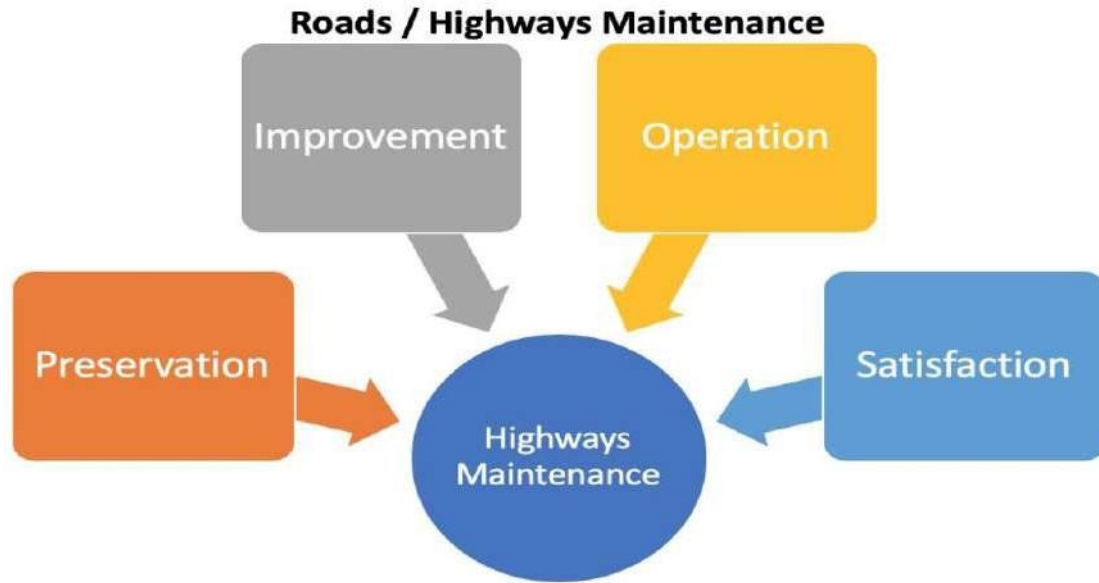 Roads / Highways Maintenance
Improvement
Operation
Preservation
Satisfaction
Highways
Maintenance